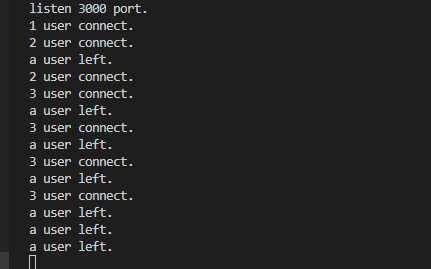 listen 3000 port.
1 user connect.
2 user connect.
a user left.
2 user connect.
3 user connect.
a user left.
3 user connect.
a user left.
3 user connect.
a user left.
3 user connect.
a user left.
a user left.
a user left.